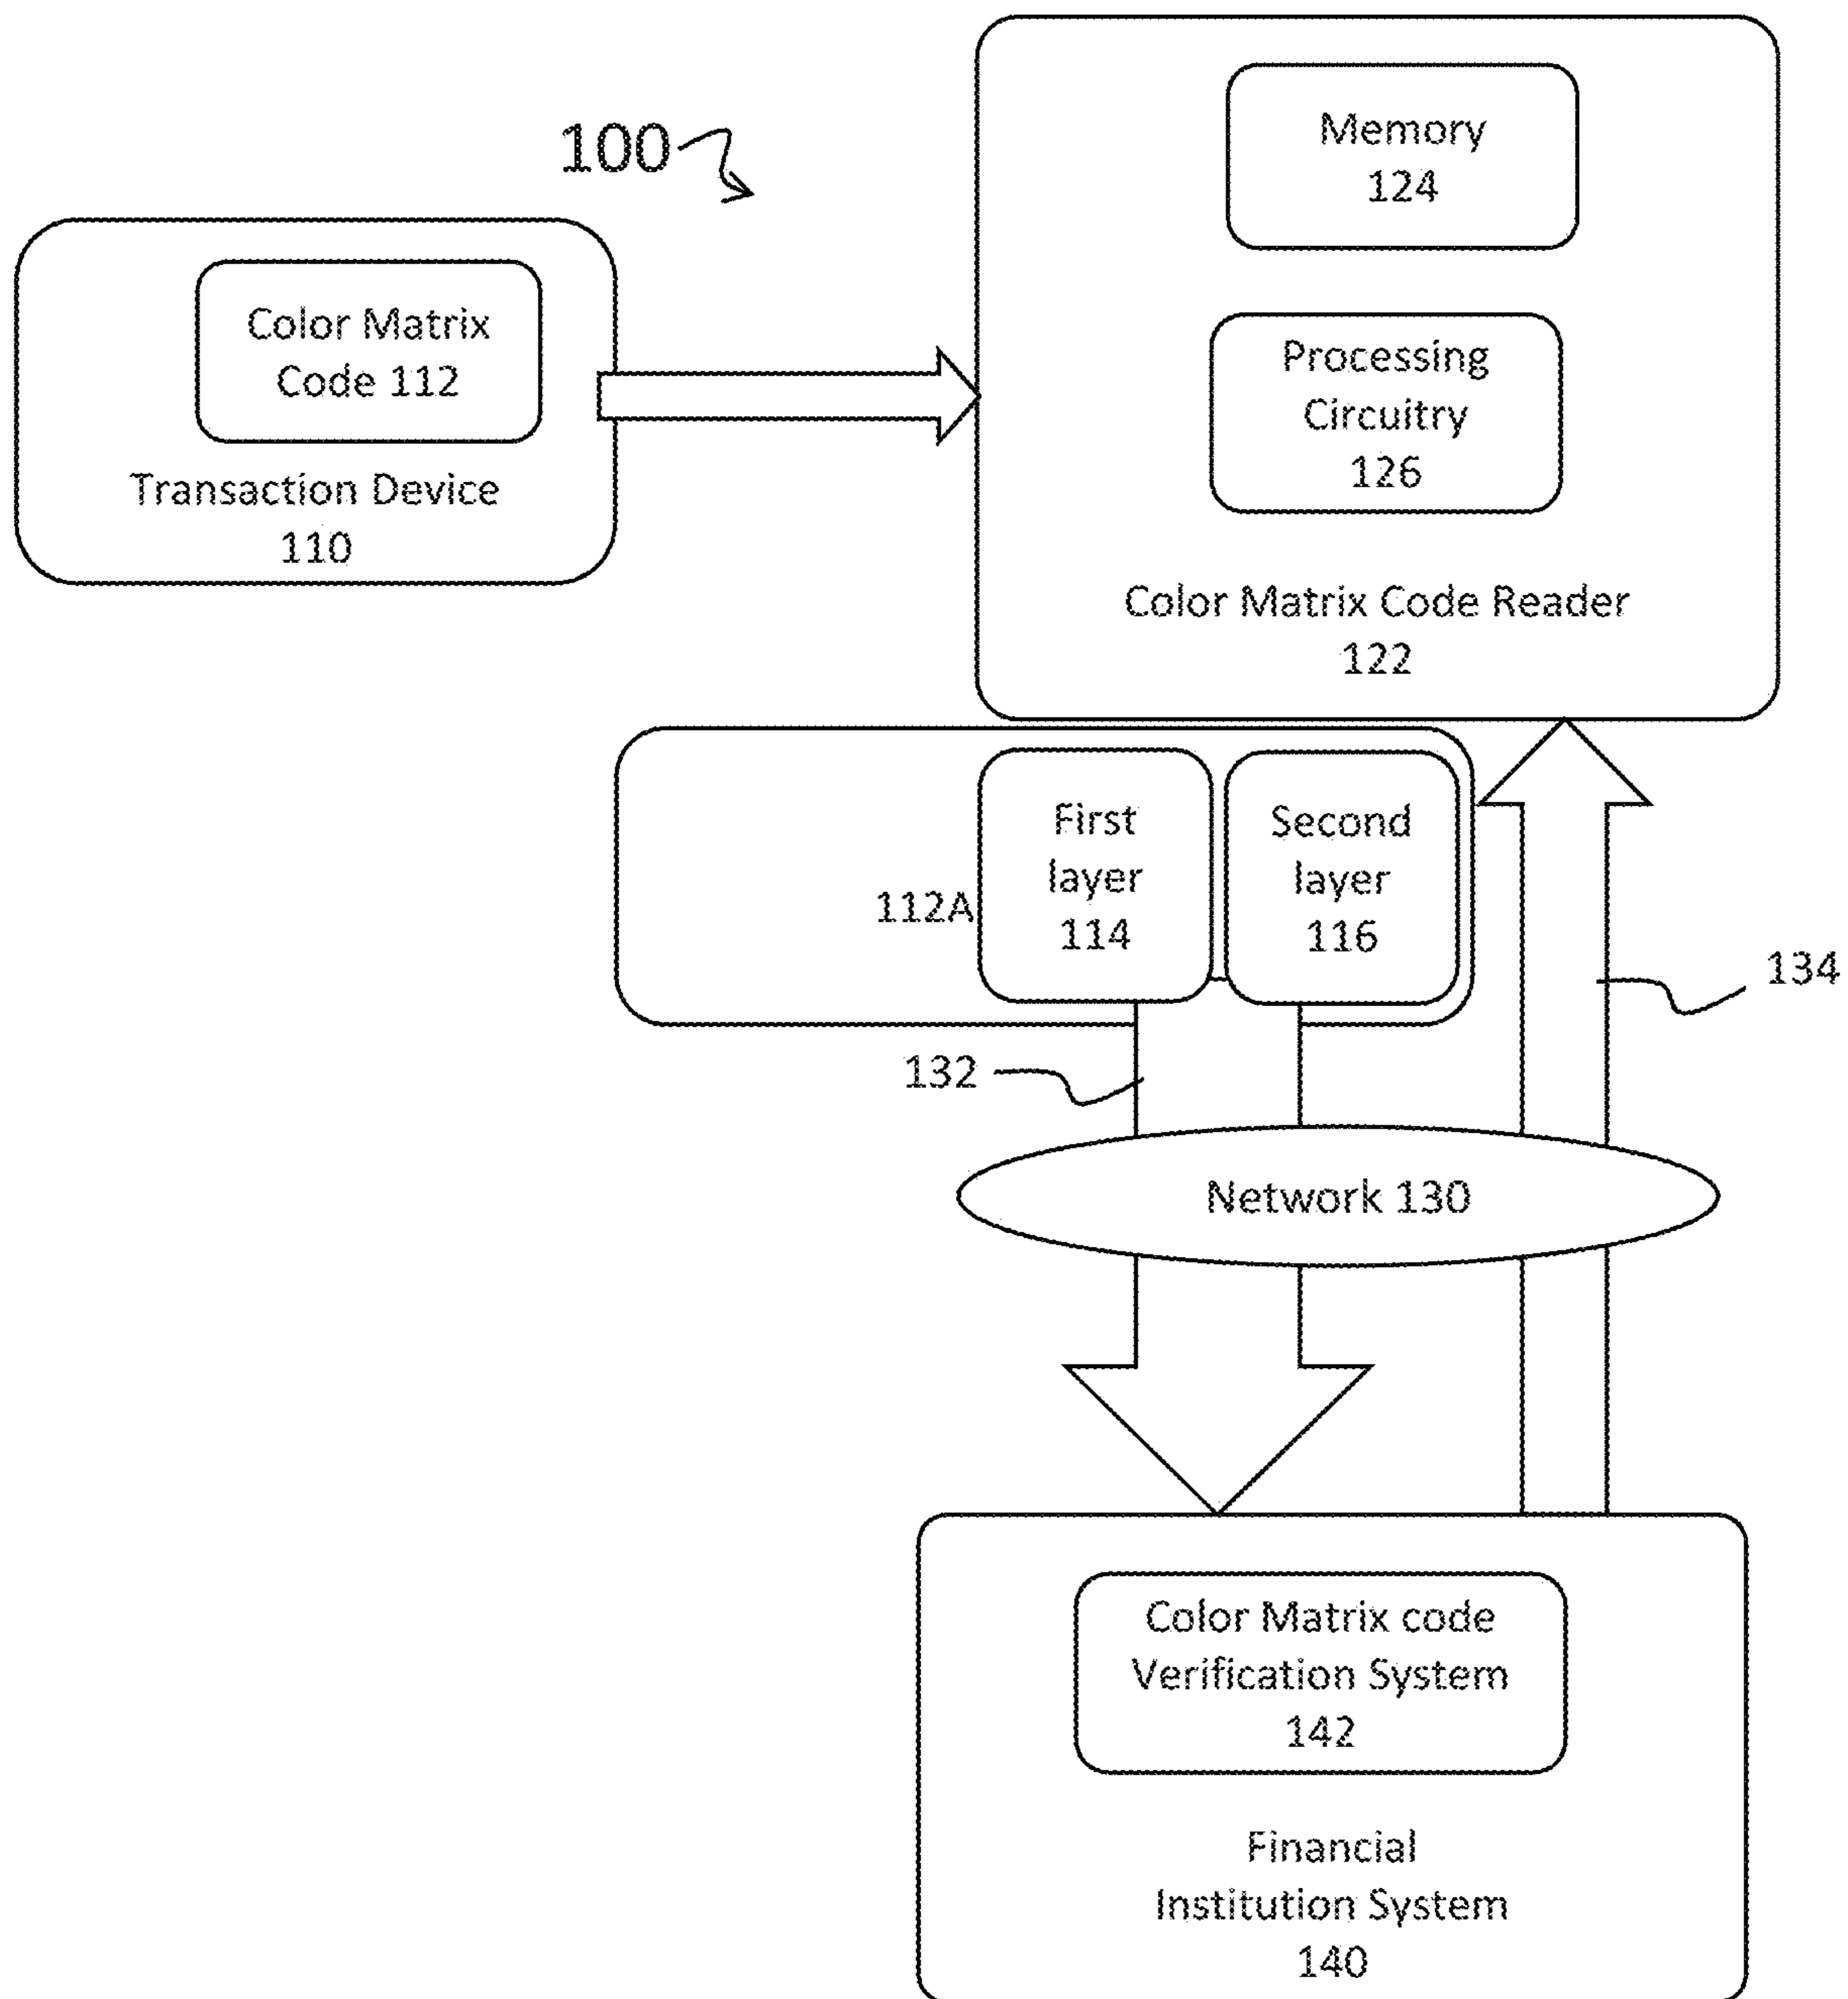 100
Memory
124
Color Matrix
Code 112
Transaction Device
110
Processing
Circuitry
126
Color Matrix Code Reader
122
First
layer
114
Second
layer
116
112A
134
132
Network 130
Color Matrix code
Verification System
142
Financial
Institution System
140